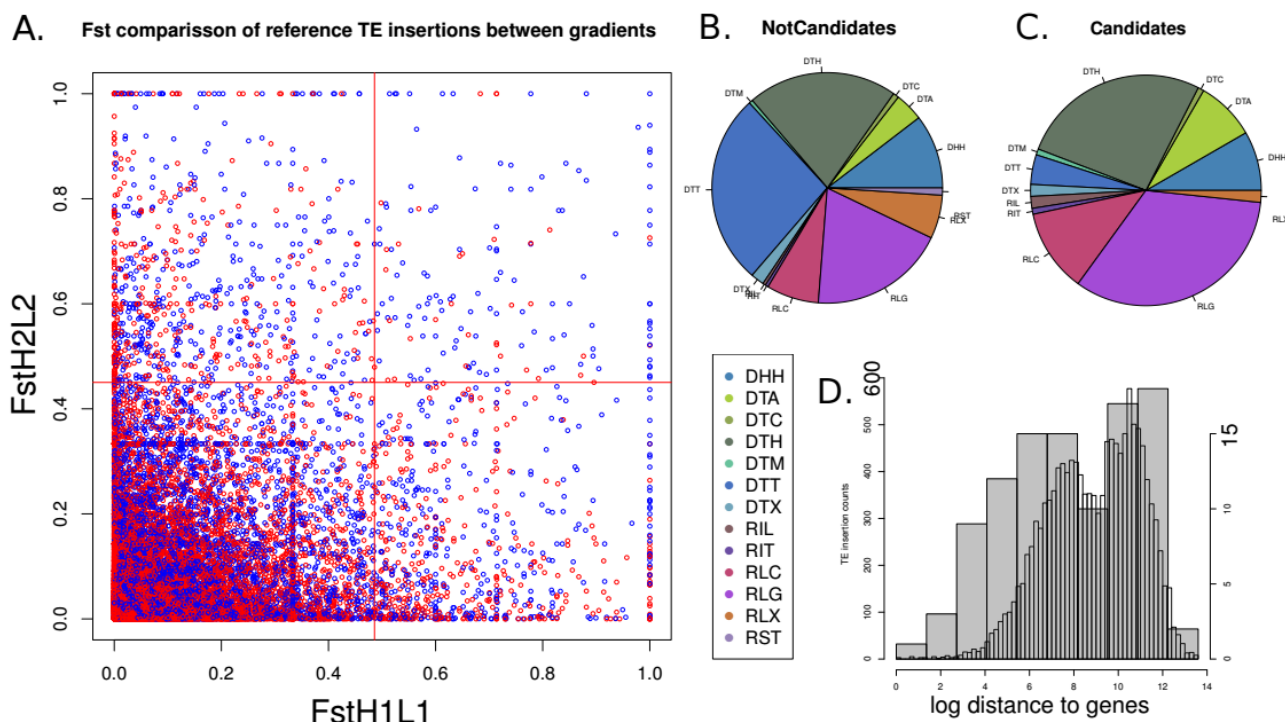 A.
Fst comparisson of reference TE insertions between gradients
FstH2L2
1.0
0.8
0.6
0.4
0.2
0.0
0.0
0.2
0.4
0.6
0.8
1.0
FstH1L1
B.
NotCandidates
DTH
DTC
DTA
DHH
RST
RLX
RLG
RLC
RIT
RIL
DTX
DTT
DTM
C.
Candidates
DTH
DTC
DTA
DHH
RLX
RLG
RLC
RIT
RIL
DTX
DTT
DTM
DHH
DTA
DTC
DTH
DTM
DTT
DTX
RIL
RIT
RLC
RLG
RLX
RST
D.
600
TE insertion counts
600
500
400
300
200
100
0
15
10
5
0
0
2
4
6
8
10
12
14
log distance to genes